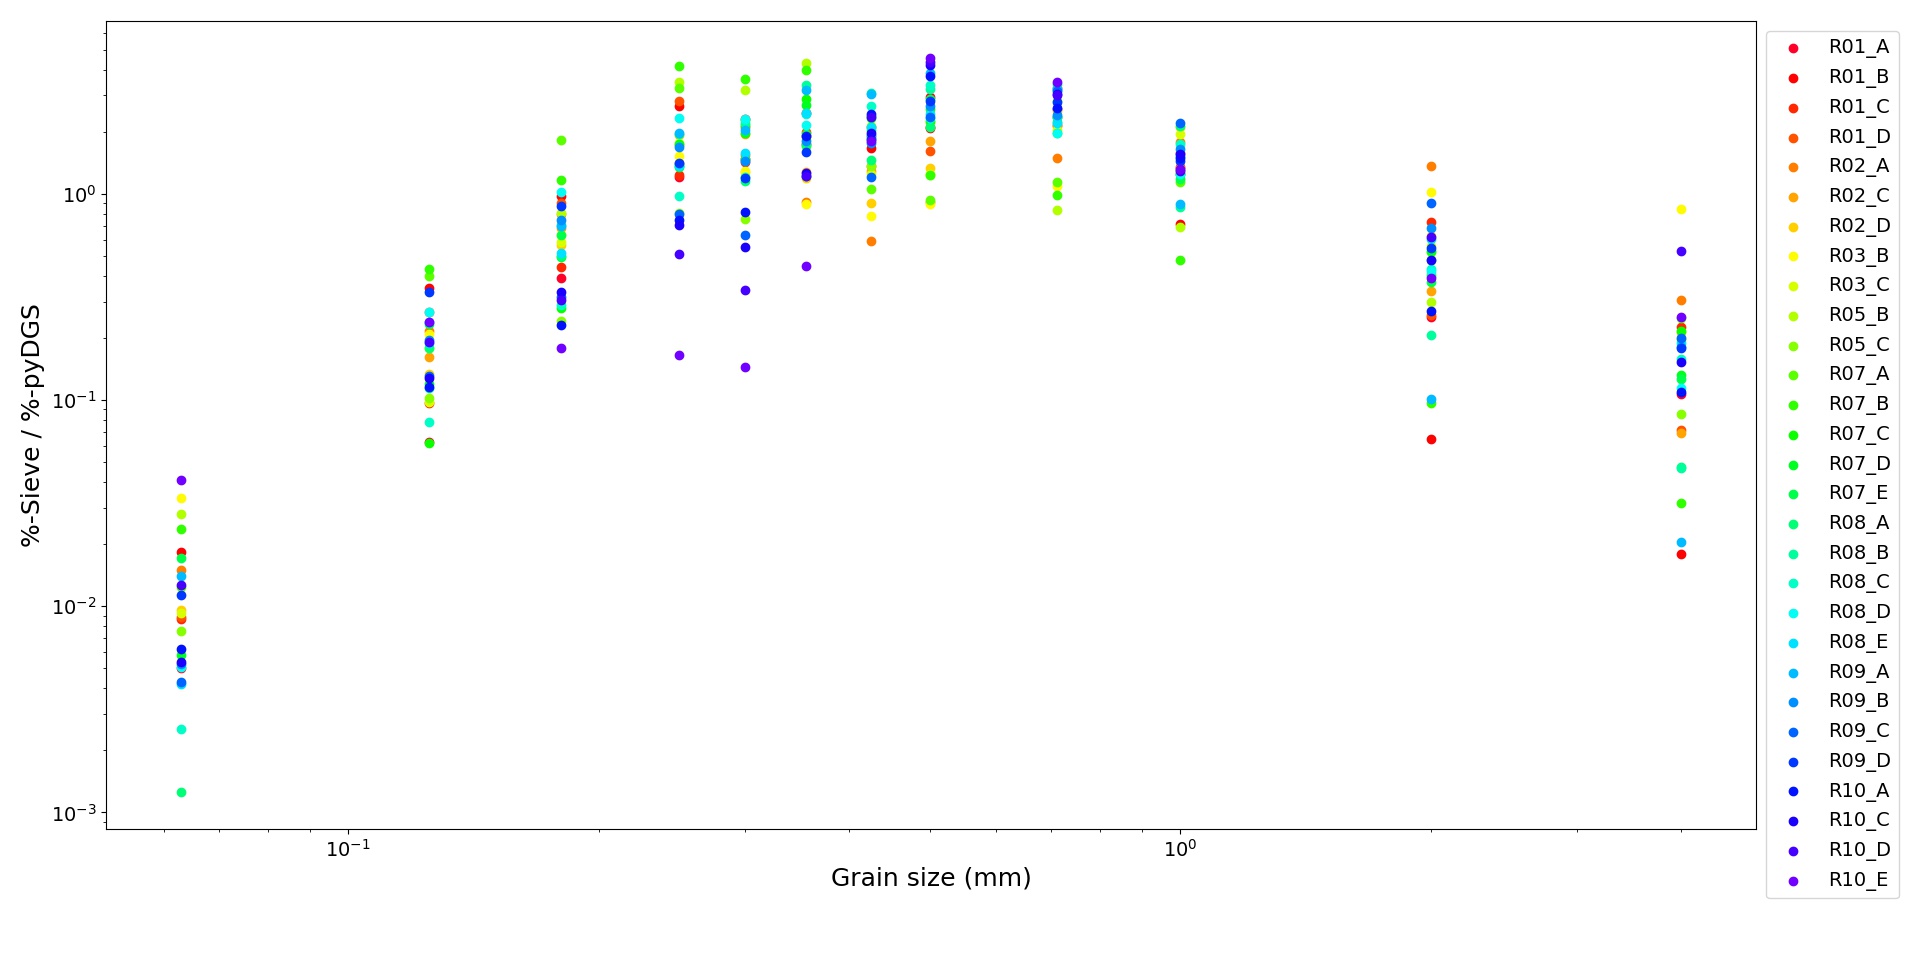 %-Sieve / %-pyDGS
10⁰
10⁻¹
10⁻²
10⁻³
10⁻¹
10⁰
Grain size (mm)
R01_A
R01_B
R01_C
R01_D
R02_A
R02_C
R02_D
R03_B
R03_C
R05_B
R05_C
R07_A
R07_B
R07_C
R07_D
R07_E
R08_A
R08_B
R08_C
R08_D
R08_E
R09_A
R09_B
R09_C
R09_D
R10_A
R10_C
R10_D
R10_E